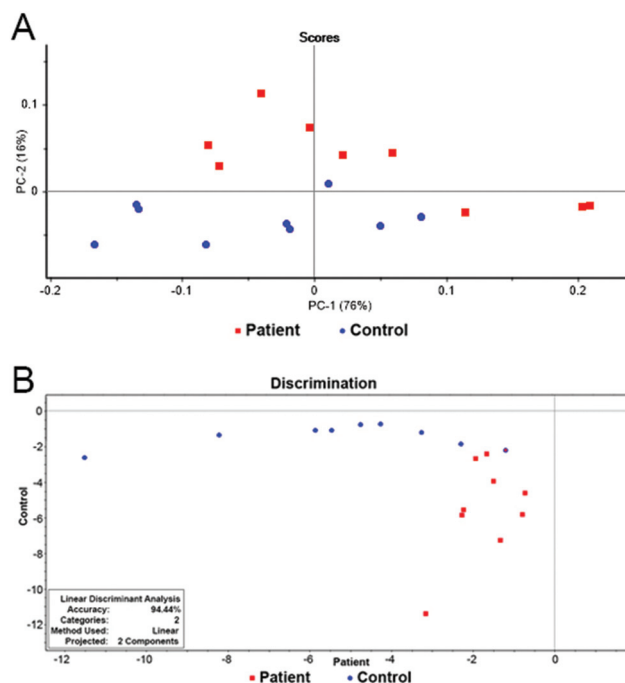 A
Scores
0.1
0
PC-2 (16%)
-0.2
-0.1
0
0.1
0.2
PC-1 (76%)
Patient
Control
B
Discrimination
0
-2
-4
-6
-8
-10
-12
Control
Linear Discriminant Analysis
Accuracy: 94.44%
Categories: 2
Method Used: Linear
Projected: 2 Components
-12
-10
-8
-6
-4
-2
0
Patient
Patient
Control